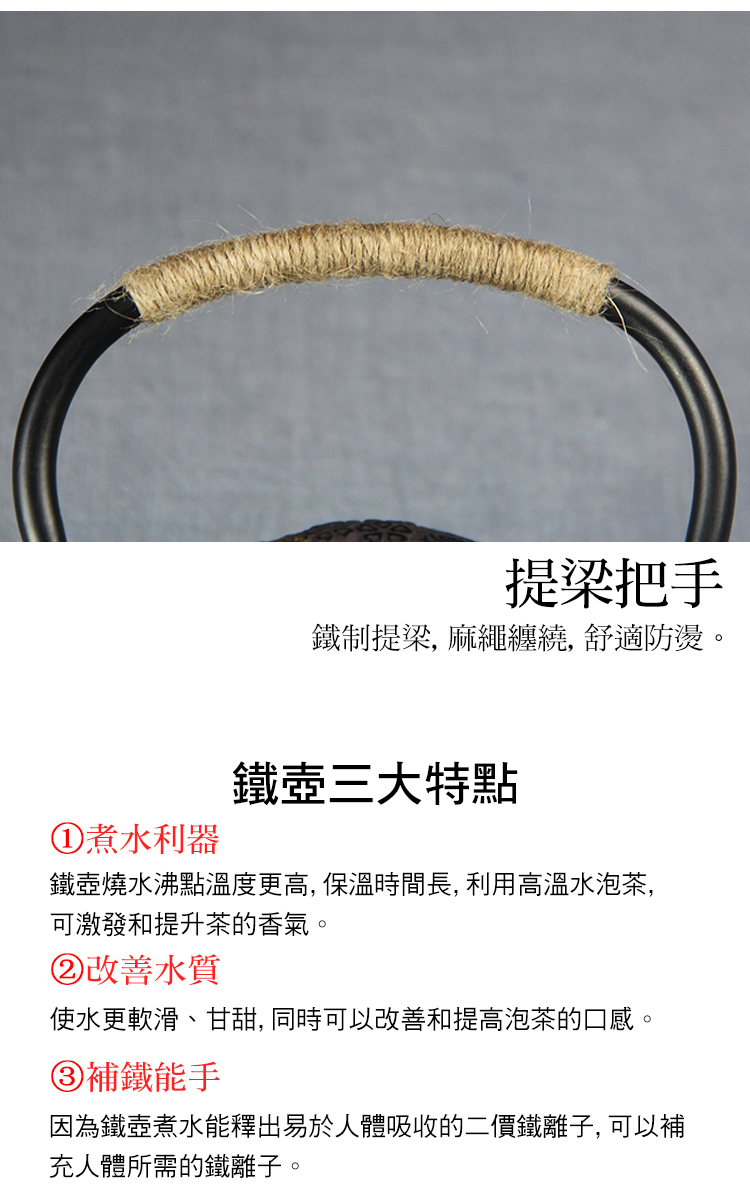 提梁把手
鐵制提梁, 麻繩纏繞, 舒適防燙。
鐵壺三大特點
①煮水利器
鐵壺燒水沸點溫度更高, 保溫時間長, 利用高溫水泡茶,
可激發和提升茶的香氣。
②改善水質
使水更軟滑、甘甜, 同時可以改善和提高泡茶的口感。
③補鐵能手
因為鐵壺煮水能釋出易於人體吸收的二價鐵離子, 可以補
充人體所需的鐵離子。